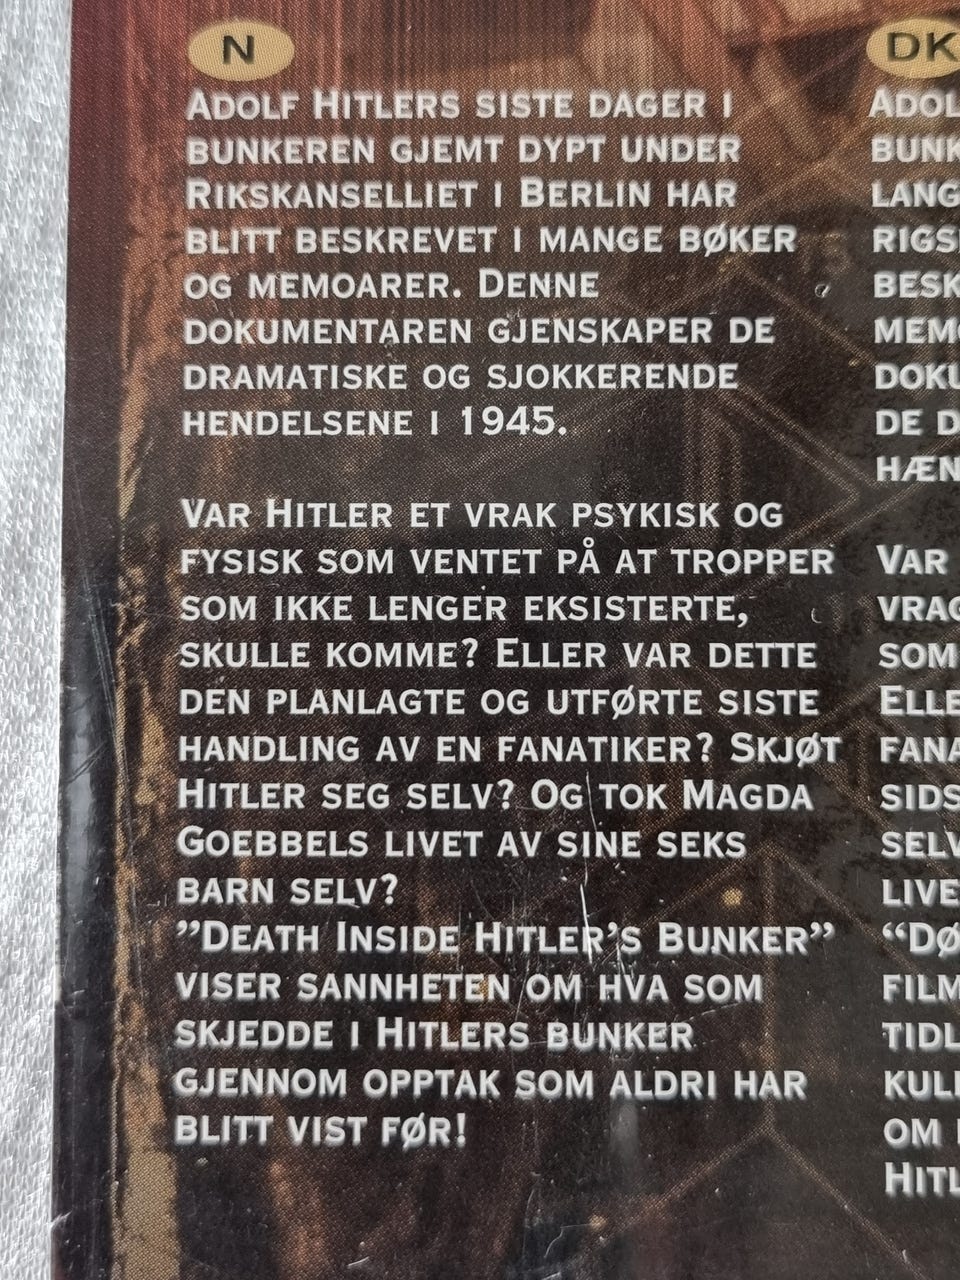 N
ADOLF HITLERS SISTE DAGER I
BUNKEREN GJEMT DYPT UNDER
RIKSKANSELLIET I BERLIN HAR
BLITT BESKREVET I MANGE BØKER
OG MEMOARER. DENNE
DOKUMENTAREN GJENSKAPER DE
DRAMATISKE OG SJOKKERENDE
HENDELSENE I 1945.
VAR HITLER ET VRAK PSYKISK OG
FYSISK SOM VENTET PÅ AT TROPPER
SOM IKKE LENGER EKSISTERTE,
SKULLE KOMME? ELLER VAR DETTE
DEN PLANLAGTE OG UTFØRTE SISTE
HANDLING AV EN FANATIKER? SKJØT
HITLER SEG SELV? OG TOK MAGDA
GOEBBELS LIVET AV SINE SEKS
BARN SELV?
”DEATH INSIDE HITLER’S BUNKER”
VISER SANNHETEN OM HVA SOM
SKJEDDE I HITLERS BUNKER
GJENNOM OPPTAK SOM ALDRI HAR
BLITT VIST FØR!
DK
DE
VAR
SOM
OM